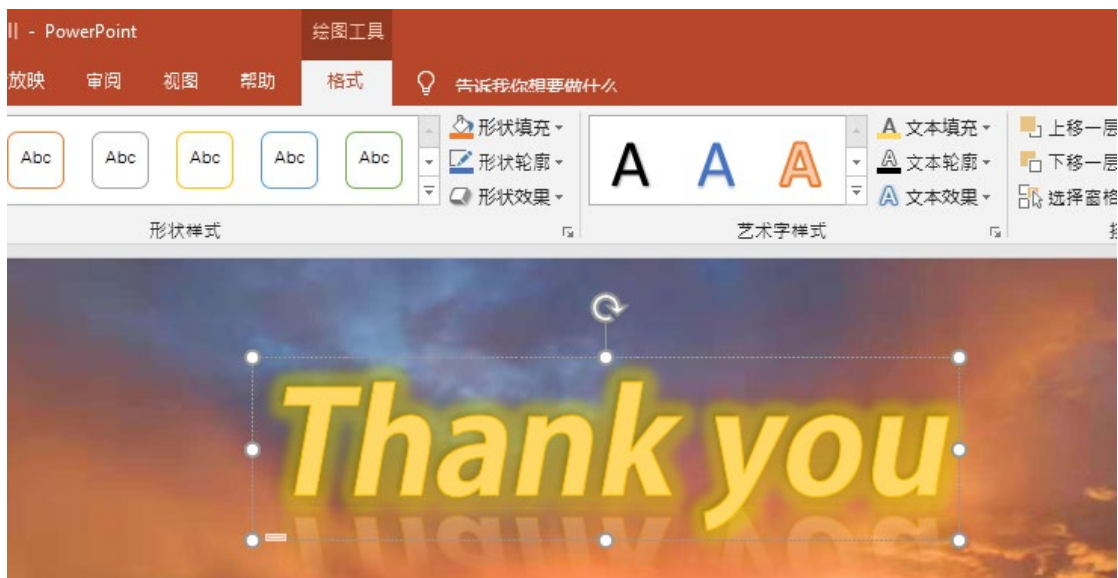 ll - PowerPoint 绘图工具
放映 审阅 视图 帮助 格式 告诉我你想要做什么
Abc Abc Abc Abc Abc
形状填充
形状轮廓
形状效果
A A A
A 文本填充
A 文本轮廓
A 文本效果
上移一层
下移一层
选择窗格
形状样式 艺术字样式
Thank you